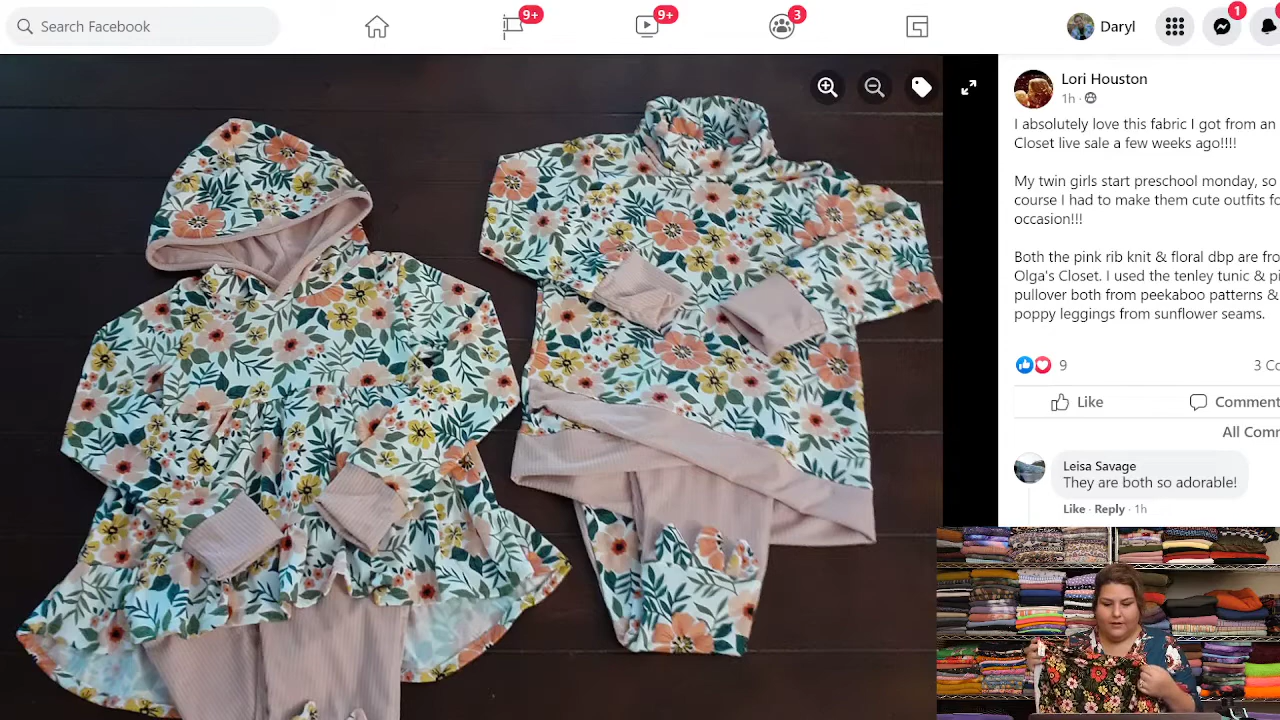 Search Facebook
9+
9+
3
Daryl
1
Lori Houston
1h ·
I absolutely love this fabric I got from an
Closet live sale a few weeks ago!!!!
My twin girls start preschool monday, so
course I had to make them cute outfits fo
occasion!!!
Both the pink rib knit & floral dbp are fro
Olga's Closet. I used the tenley tunic & pi
pullover both from peekaboo patterns &
poppy leggings from sunflower seams.
9
3 Co
Like
Comment
All Comm
Leisa Savage
They are both so adorable!
Like · Reply · 1h